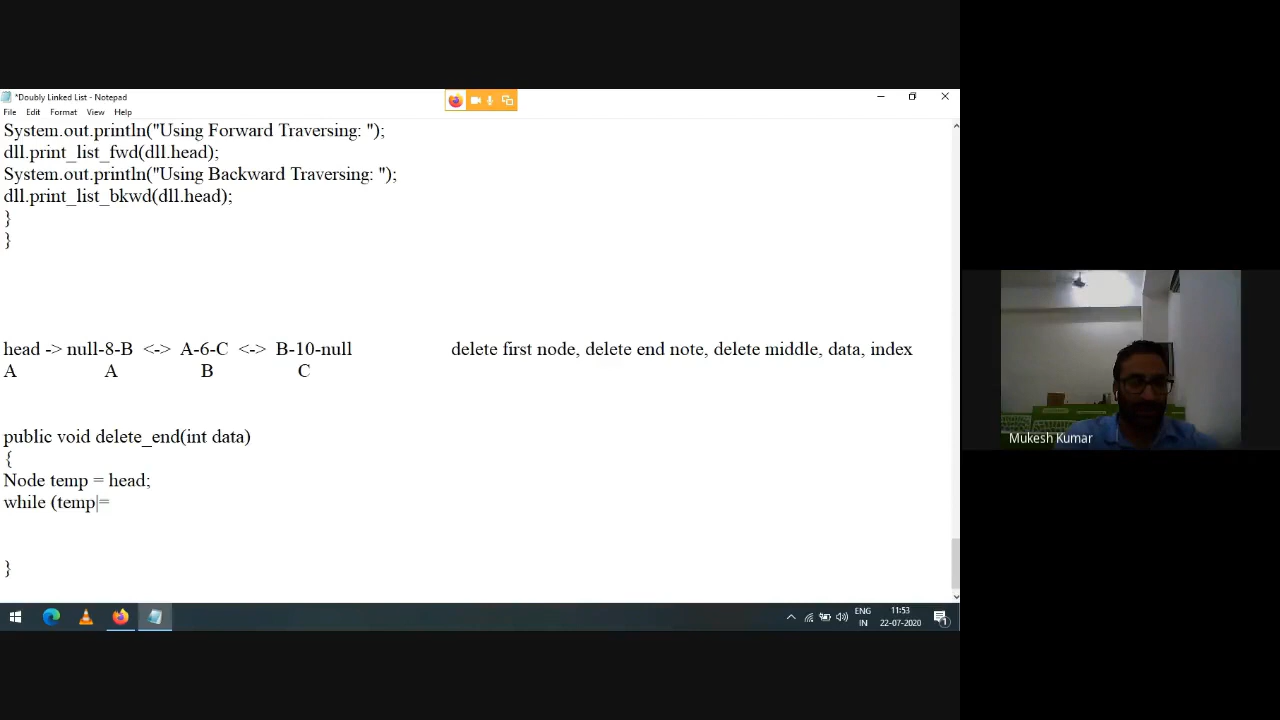 *Doubly Linked List - Notepad
File Edit Format View Help
System.out.println("Using Forward Traversing: ");
dll.print_list_fwd(dll.head);
System.out.println("Using Backward Traversing: ");
dll.print_list_bkwd(dll.head);
}
}
head -> null-8-B <-> A-6-C <-> B-10-null delete first node, delete end note, delete middle, data, index
A A B C
public void delete_end(int data)
{
Node temp = head;
while (temp=
}
Mukesh Kumar
ENG 11:53
IN 22-07-2020
1